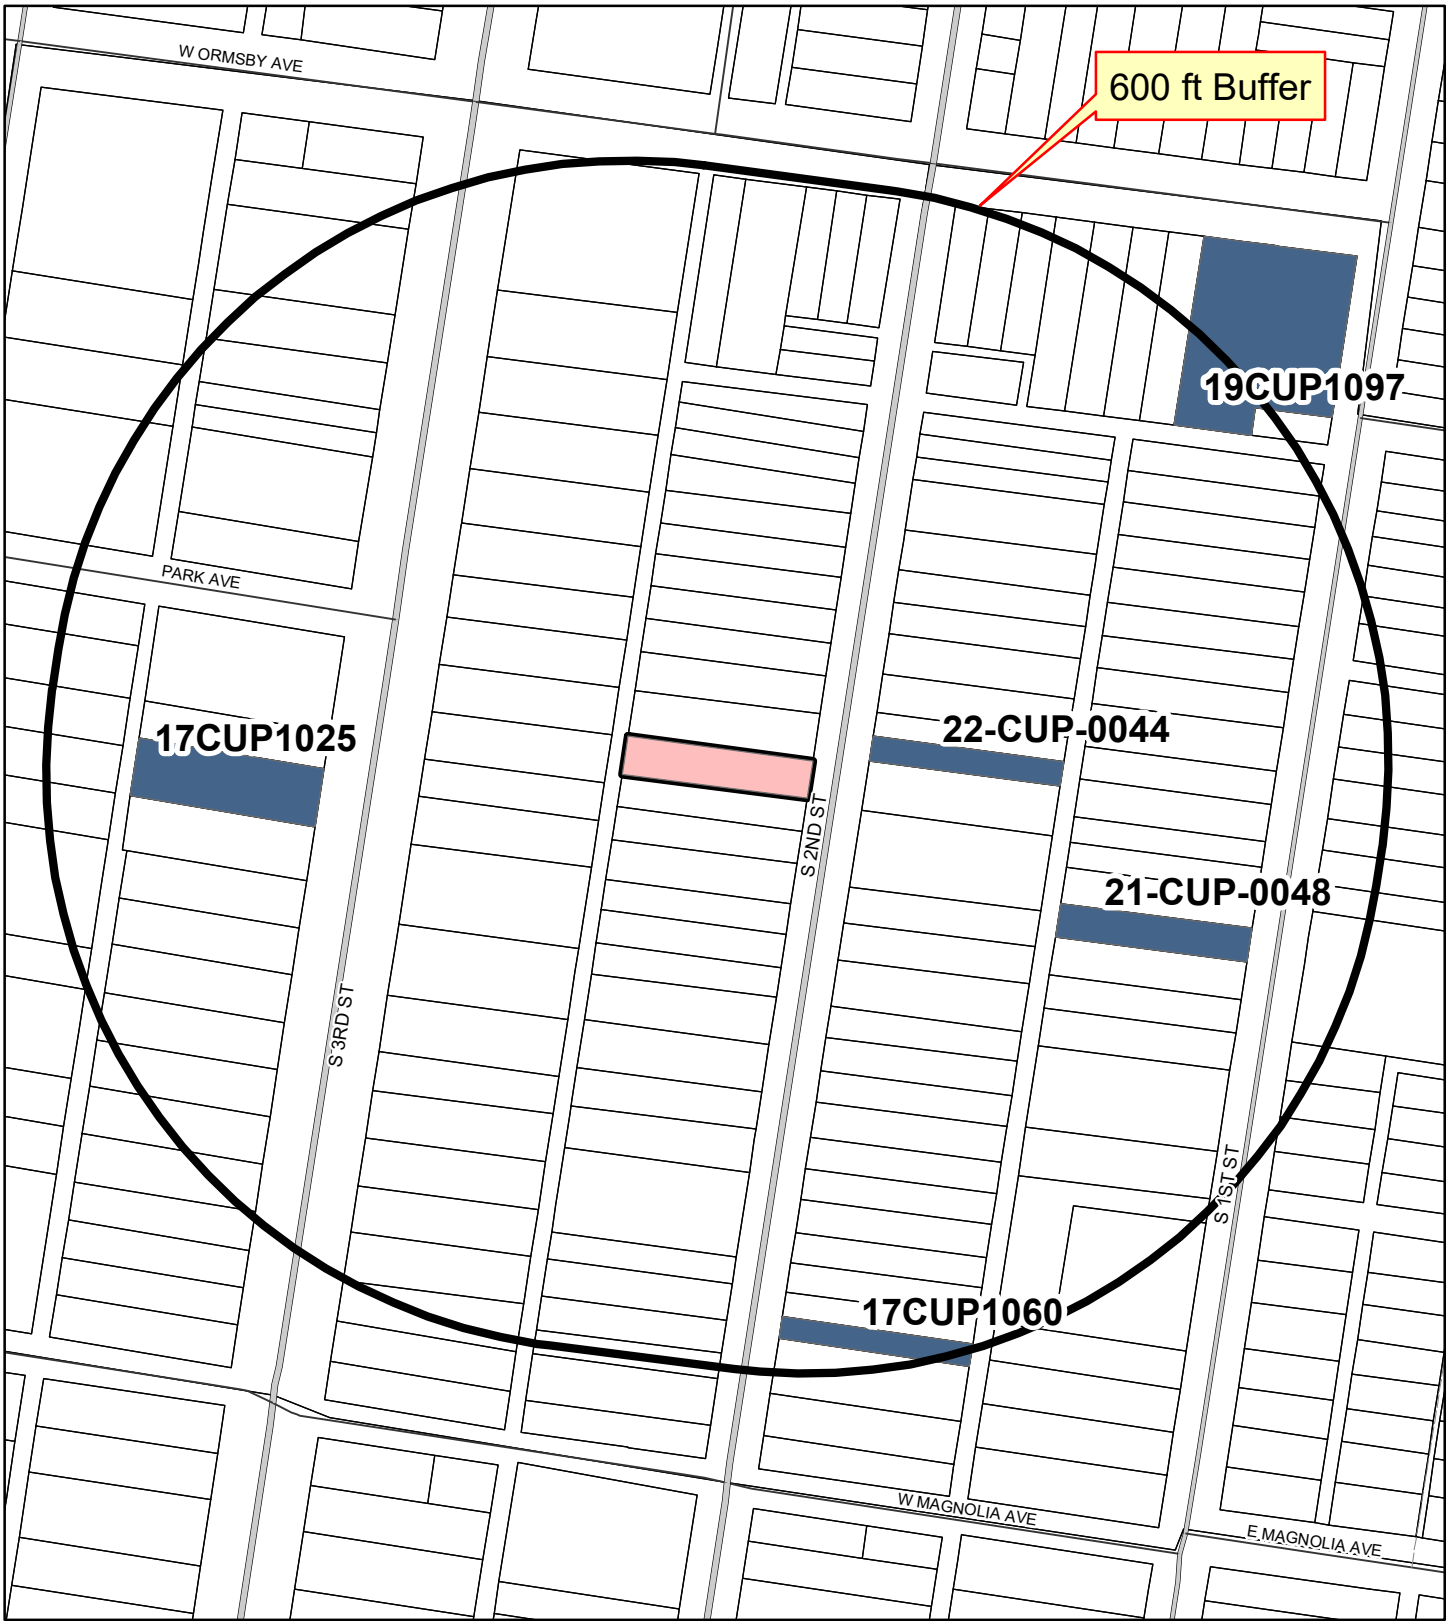 W ORMSBY AVE
600 ft Buffer
19CUP1097
PARK AVE
17CUP1025
22-CUP-0044
S 2ND ST
21-CUP-0048
S 3RD ST
S 1ST ST
17CUP1060
W MAGNOLIA AVE
E MAGNOLIA AVE